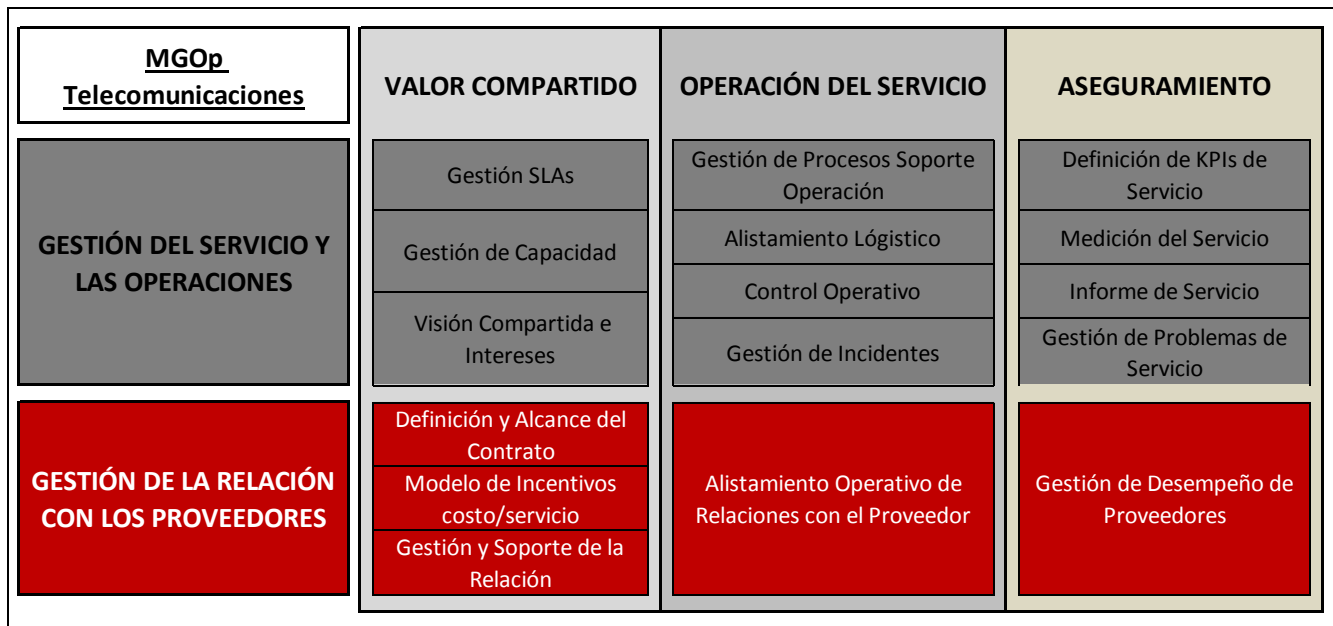 MGOp
Telecomunicaciones
VALOR COMPARTIDO
OPERACIÓN DEL SERVICIO
ASEGURAMIENTO
GESTIÓN DEL SERVICIO Y
LAS OPERACIONES
Gestión SLAs
Gestión de Capacidad
Visión Compartida e
Intereses
Gestión de Procesos Soporte
Operación
Alistamiento Lógistico
Control Operativo
Gestión de Incidentes
Definición de KPIs de
Servicio
Medición del Servicio
Informe de Servicio
Gestión de Problemas de
Servicio
GESTIÓN DE LA RELACIÓN
CON LOS PROVEEDORES
Definición y Alcance del
Contrato
Modelo de Incentivos
costo/servicio
Gestión y Soporte de la
Relación
Alistamiento Operativo de
Relaciones con el Proveedor
Gestión de Desempeño de
Proveedores